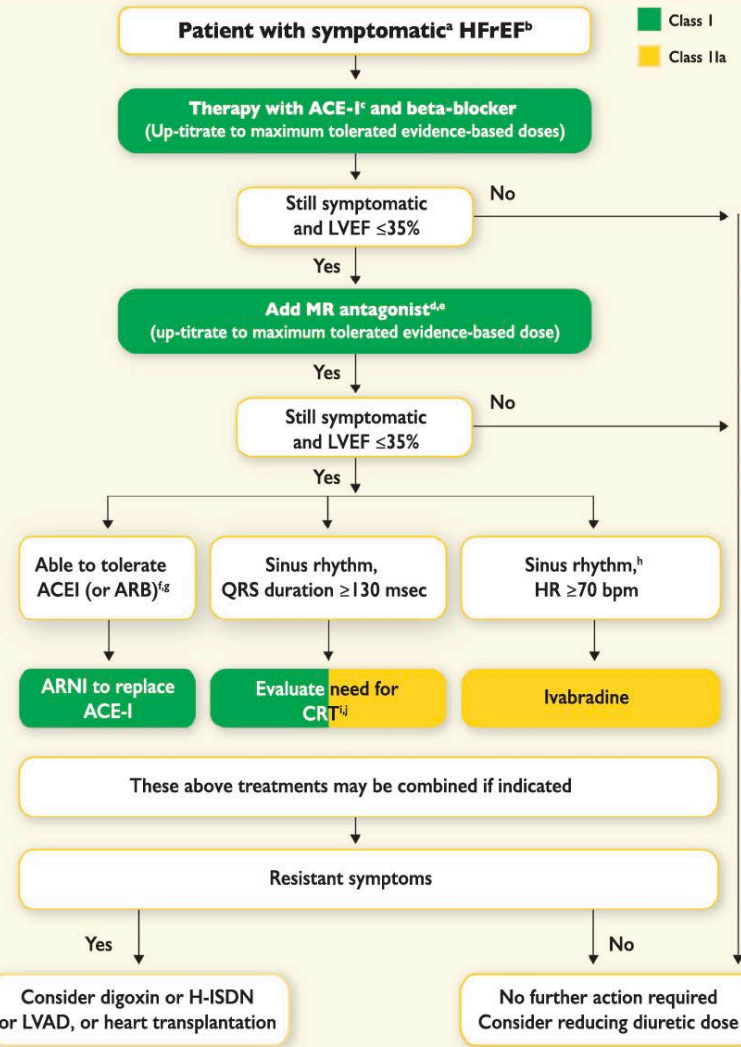 Patient with symptomaticᵃ HFrEFᵇ
Class I
Class IIa
Therapy with ACE-Iᶜ and beta-blocker
(Up-titrate to maximum tolerated evidence-based doses)
Still symptomatic
and LVEF ≤35%
No
Yes
Add MR antagonistᵈ,ᵉ
(up-titrate to maximum tolerated evidence-based dose)
Yes
Still symptomatic
and LVEF ≤35%
No
Yes
Able to tolerate
ACEI (or ARB)ᶠ,ᵍ
Sinus rhythm,
QRS duration ≥130 msec
Sinus rhythm,ʰ
HR ≥70 bpm
ARNI to replace
ACE-I
Evaluate need for
CRTⁱ,ʲ
Ivabradine
These above treatments may be combined if indicated
Resistant symptoms
Yes
No
Consider digoxin or H-ISDN
or LVAD, or heart transplantation
No further action required
Consider reducing diuretic dose